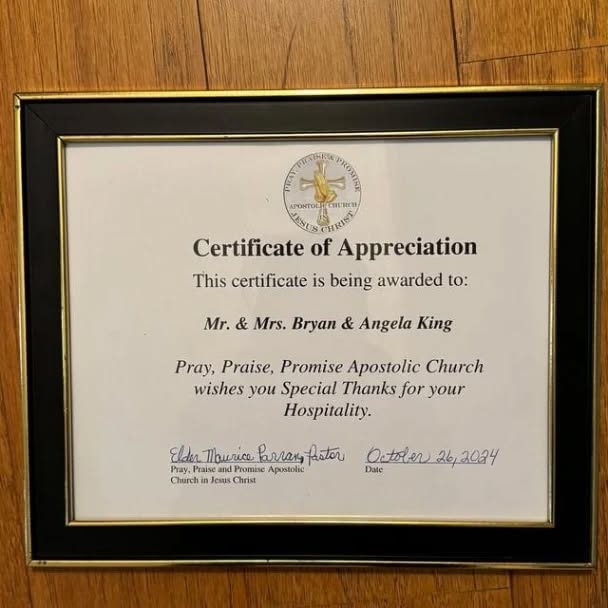 PRAY, PRAISE & PROMISE
APOSTOLIC CHURCH
JESUS CHRIST
Certificate of Appreciation
This certificate is being awarded to:
Mr. & Mrs. Bryan & Angela King
Pray, Praise, Promise Apostolic Church
wishes you Special Thanks for your
Hospitality.
Elder Maurice Parran, Pastor October 26, 2024
Pray, Praise and Promise Apostolic Date
Church in Jesus Christ